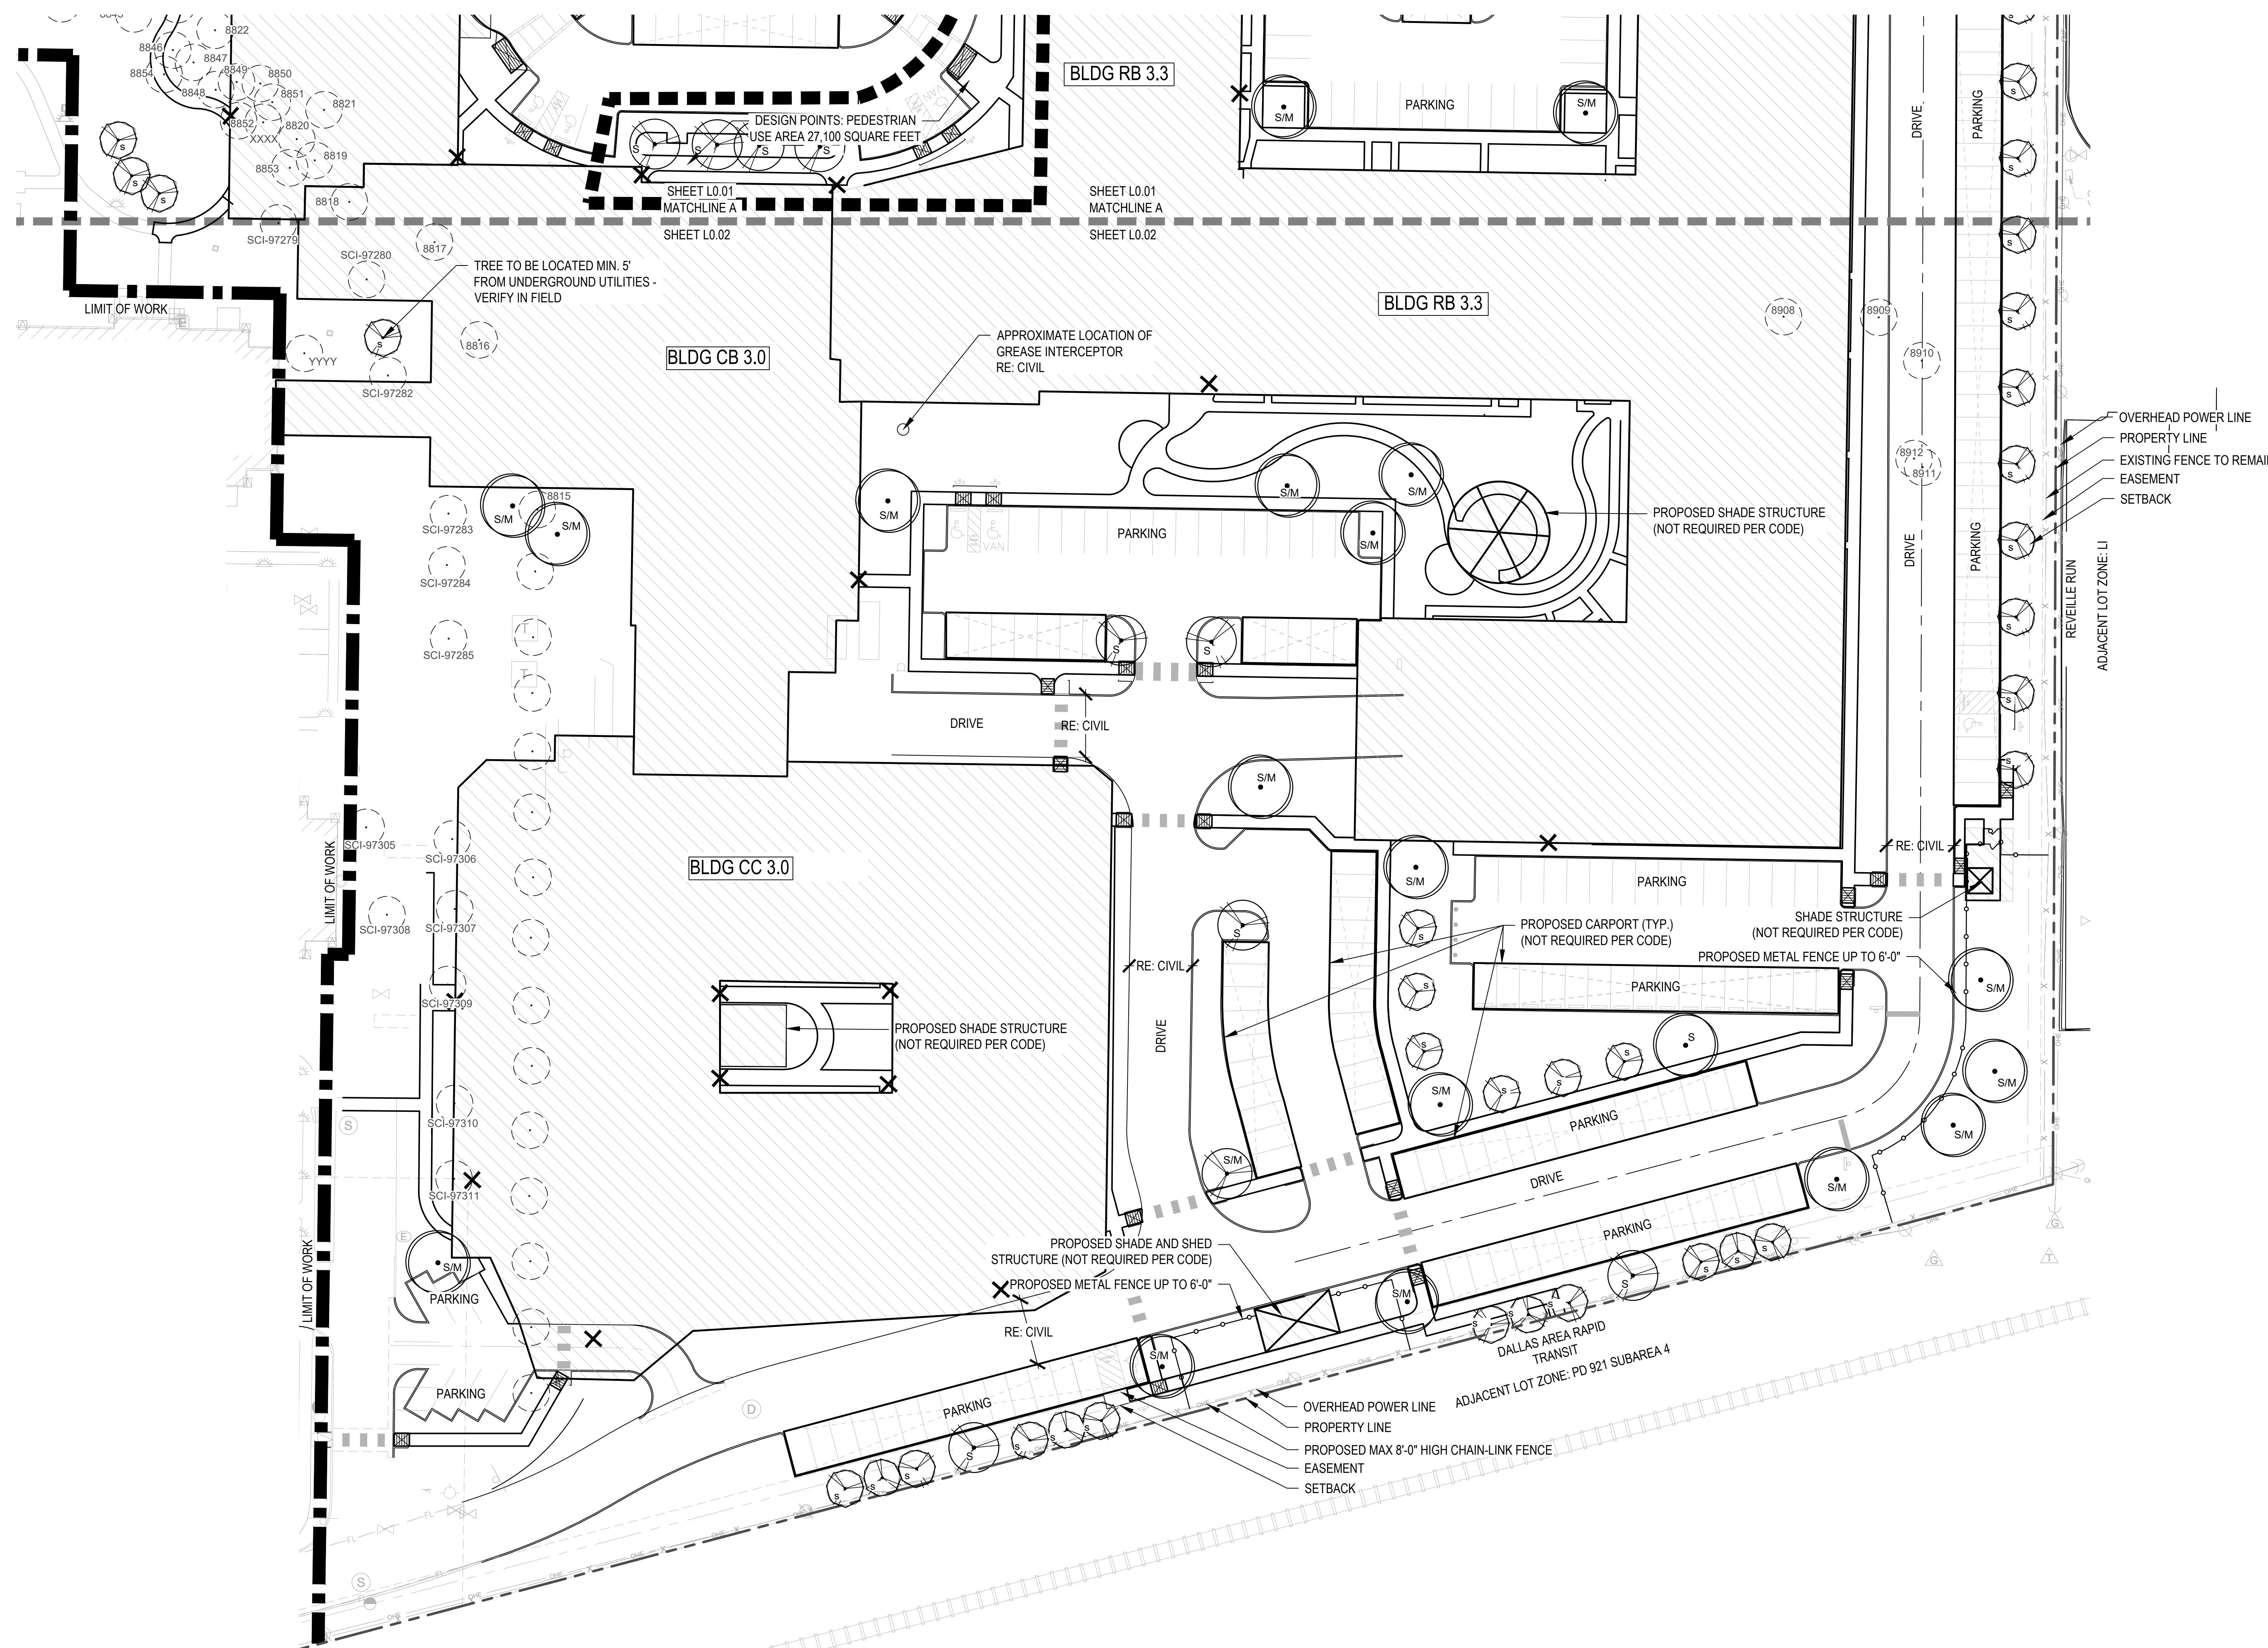 8822
8846
8847
8854
8849
8850
8848
8851
8821
8852
8820
XXXX
8819
8853
8818
S
S
S
SCI-97279
BLDG RB 3.3
DESIGN POINTS: PEDESTRIAN
USE AREA 27,100 SQUARE FEET
VAN
S
S
S
S
PARKING
S/M
S/M
DRIVE
PARKING
SHEET L0.01
MATCHLINE A
SHEET L0.02
SHEET L0.01
MATCHLINE A
SHEET L0.02
LIMIT OF WORK
SCI-97280
8817
TREE TO BE LOCATED MIN. 5'
FROM UNDERGROUND UTILITIES -
VERIFY IN FIELD
S
YYYY
8816
SCI-97282
BLDG CB 3.0
APPROXIMATE LOCATION OF
GREASE INTERCEPTOR
RE: CIVIL
BLDG RB 3.3
8908
8909
8910
8912
8911
OVERHEAD POWER LINE
PROPERTY LINE
EXISTING FENCE TO REMAI
EASEMENT
SETBACK
SCI-97283
8815
S/M
S/M
SCI-97284
SCI-97285
T
T
S/M
S/M
S/M
S/M
VAN
PARKING
PROPOSED SHADE STRUCTURE
(NOT REQUIRED PER CODE)
DRIVE
PARKING
REVEILLE RUN
ADJACENT LOT ZONE: LI
S
S
DRIVE
RE: CIVIL
S/M
SCI-97305
SCI-97306
SCI-97308
SCI-97307
SCI-97309
SCI-97310
SCI-97311
LIMIT OF WORK
BLDG CC 3.0
PROPOSED SHADE STRUCTURE
(NOT REQUIRED PER CODE)
RE: CIVIL
S
DRIVE
S/M
S/M
S
S
S
S/M
S
S
S
S
PROPOSED CARPORT (TYP.)
(NOT REQUIRED PER CODE)
PARKING
PARKING
RE: CIVIL
SHADE STRUCTURE
(NOT REQUIRED PER CODE)
PROPOSED METAL FENCE UP TO 6'-0"
S/M
S/M
S/M
S/M
PARKING
DRIVE
PARKING
S
E
S/M
LIMIT OF WORK
PARKING
PARKING
PROPOSED SHADE AND SHED
STRUCTURE (NOT REQUIRED PER CODE)
PROPOSED METAL FENCE UP TO 6'-0"
RE: CIVIL
S/M
S/M
S
S
S
S
S
S
S
G
G
T
DALLAS AREA RAPID
TRANSIT
ADJACENT LOT ZONE: PD 921 SUBAREA 4
PARKING
D
S
S
S
S
S
S
S
OVERHEAD POWER LINE
PROPERTY LINE
PROPOSED MAX 8'-0" HIGH CHAIN-LINK FENCE
EASEMENT
SETBACK
FL
FL
OHE
OHE
OHE
S